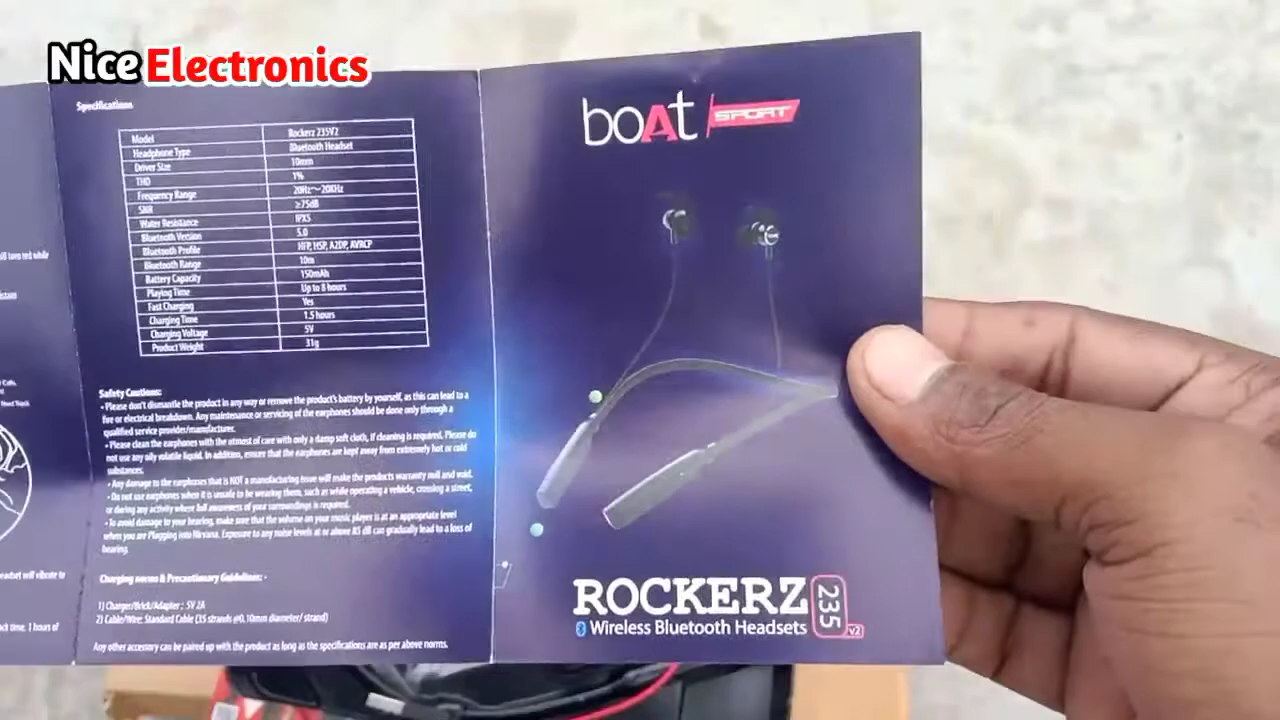 Nice Electronics
Specifications
Model Rockerz 235V2
Headphone Type Bluetooth Headset
Driver Size 10mm
THD 1%
Frequency Range 20Hz~20KHz
SNR ≥75dB
Water Resistance IPX5
Bluetooth Version 5.0
Bluetooth Profile HFP, HSP, A2DP, AVRCP
Bluetooth Range 10m
Battery Capacity 150mAh
Playing Time Up to 8 hours
Fast Charging Yes
Charging Time 1.5 hours
Charging Voltage 5V
Product Weight 31g
Safety Cautions:
• Please don't dismantle the product in any way or remove the product's battery by yourself, as this can lead to a
fire or electrical breakdown. Any maintenance or servicing of the earphones should be done only through a
qualified service provider/manufacturer.
• Please clean the earphones with the utmost of care with only a damp soft cloth, if cleaning is required. Please do
not use any oily volatile liquid. In addition, ensure that the earphones are kept away from extremely hot or cold
substances.
• Any damage to the earphones that is NOT a manufacturing issue will make the products warranty null and void.
• Do not use earphones when it is unsafe to be wearing them, such as while operating a vehicle, crossing a street,
or during any activity where full awareness of your surroundings is required.
• To avoid damage to your hearing, make sure that the volume on your music player is at an appropriate level
when you are Plugging into Nirvana. Exposure to any noise levels at or above 85 dB can gradually lead to a loss of
hearing.
Charging norms & Precautionary Guidelines: -
1) Charger/Brick/Adapter : 5V 2A
2) Cable/Wire: Standard Cable (35 strands @0.10mm diameter/ strand)
Any other accessory can be paired up with the product as long as the specifications are as per above norms.
boAt SPORT
ROCKERZ 235 v2
Wireless Bluetooth Headsets
while
Calls,
Next Track
eadset will vibrate to
1 hours of